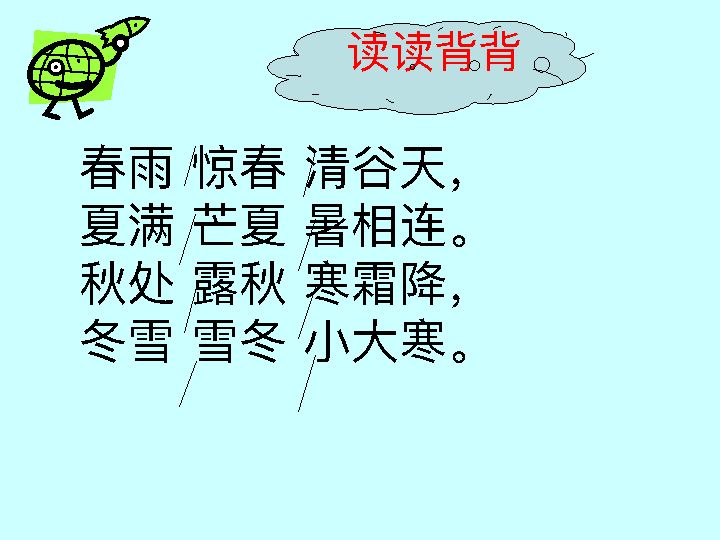 读读背背
春雨 惊春 清谷天，
夏满 芒夏 暑相连。
秋处 露秋 寒霜降，
冬雪 雪冬 小大寒。